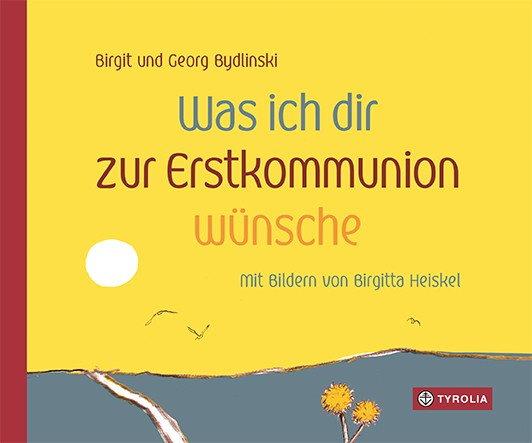 Birgit und Georg Bydlinski
Was ich dir
zur Erstkommunion
wünsche
Mit Bildern von Birgitta Heiskel
TYROLIA